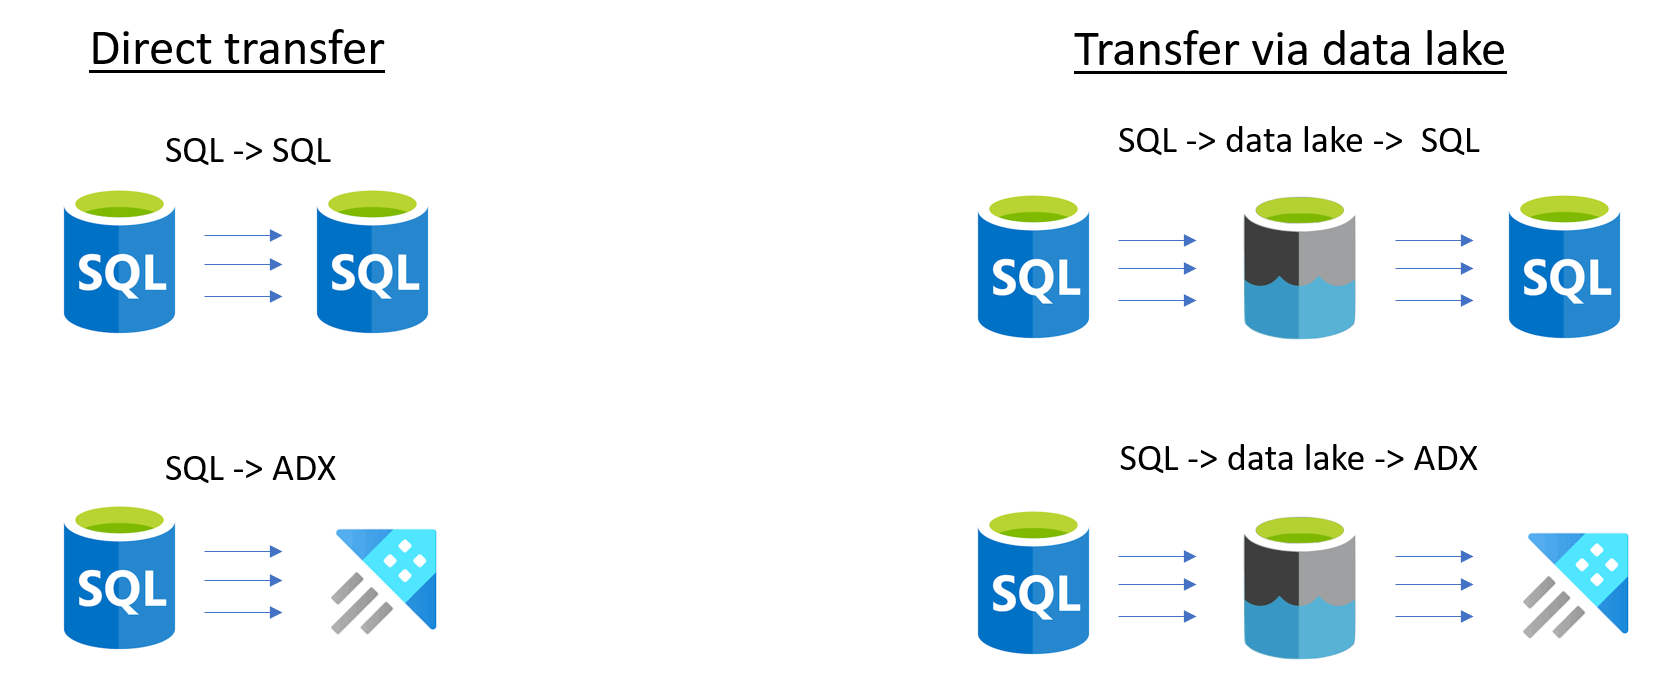 Direct transfer
SQL -> SQL
SQL
SQL
SQL -> ADX
SQL
Transfer via data lake
SQL -> data lake ->  SQL
SQL
SQL
SQL -> data lake -> ADX
SQL